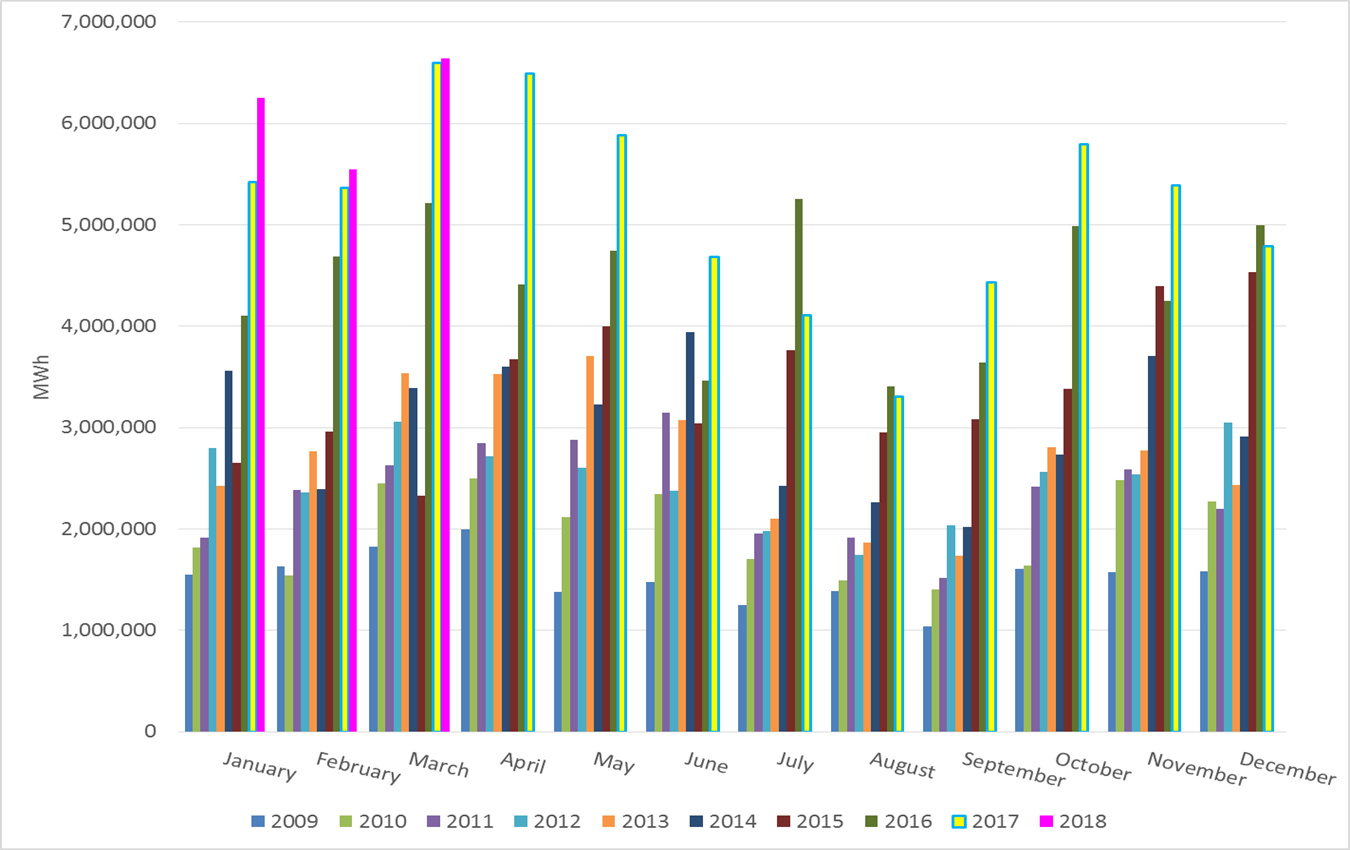 7,000,000
6,000,000
5,000,000
4,000,000
3,000,000
2,000,000
1,000,000
0
MWh
January February March April May June July August September October November December
2009 2010 2011 2012 2013 2014 2015 2016 2017 2018